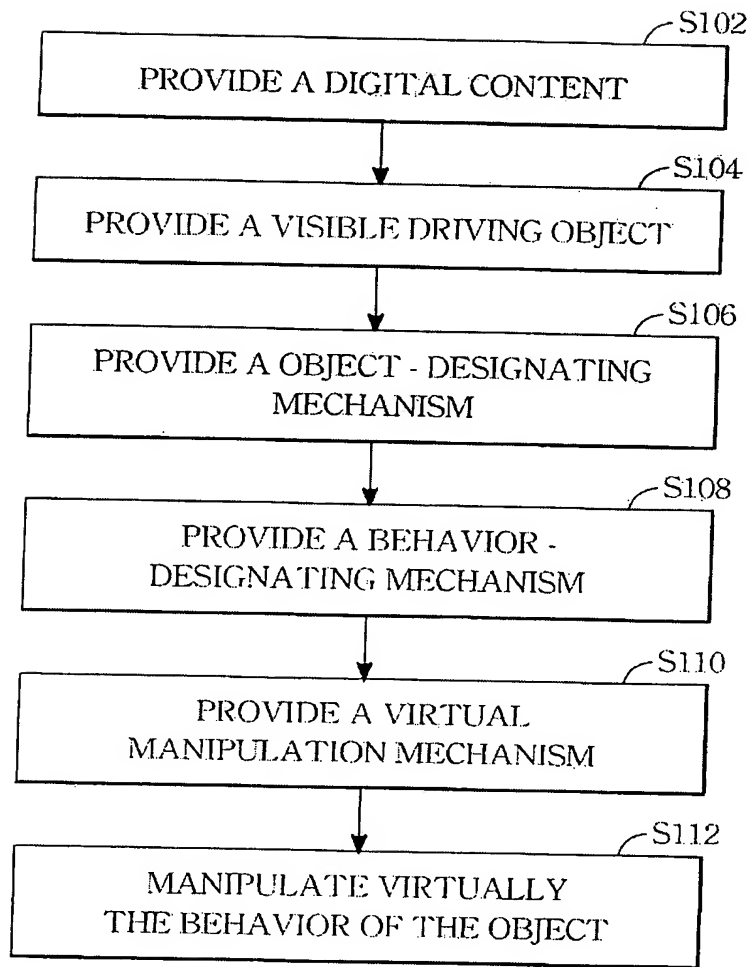 S102
PROVIDE A DIGITAL CONTENT
S104
PROVIDE A VISIBLE DRIVING OBJECT
S106
PROVIDE A OBJECT - DESIGNATING
MECHANISM
S108
PROVIDE A BEHAVIOR -
DESIGNATING MECHANISM
S110
PROVIDE A VIRTUAL
MANIPULATION MECHANISM
S112
MANIPULATE VIRTUALLY
THE BEHAVIOR OF THE OBJECT